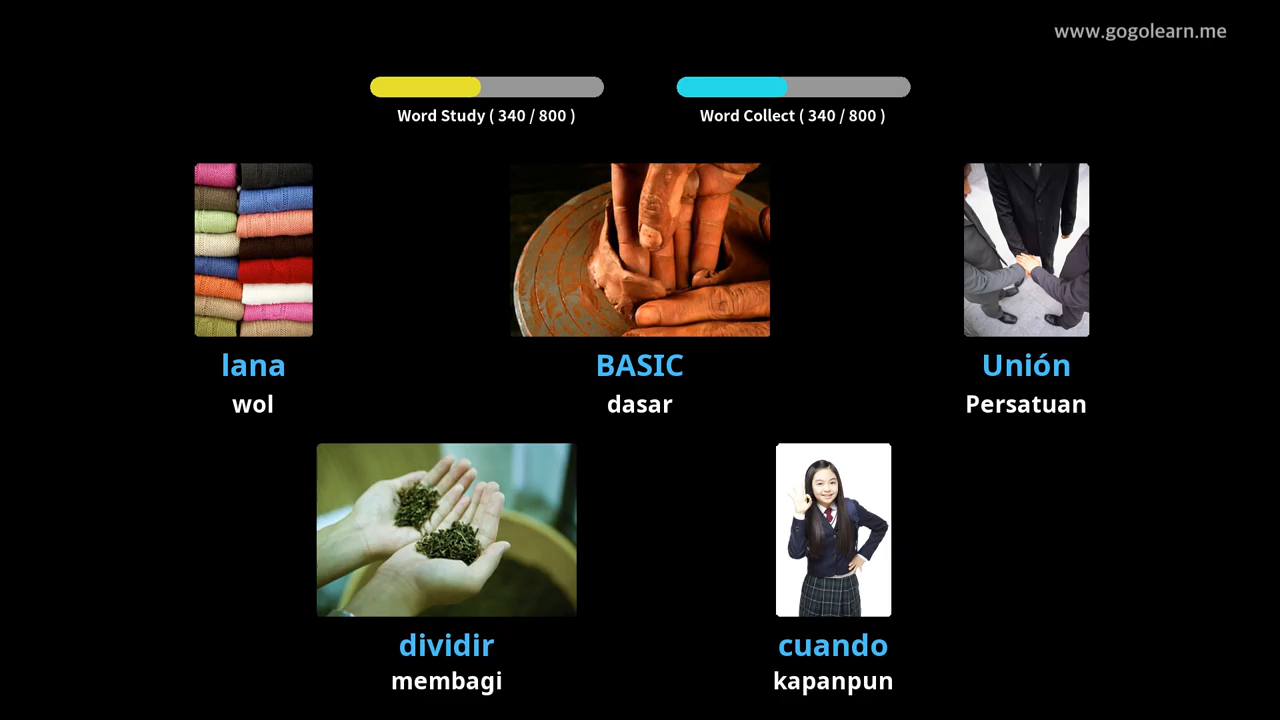 www.gogolearn.me
Word Study ( 340 / 800 )
Word Collect ( 340 / 800 )
lana
wol
BASIC
dasar
Unión
Persatuan
dividir
membagi
cuando
kapanpun